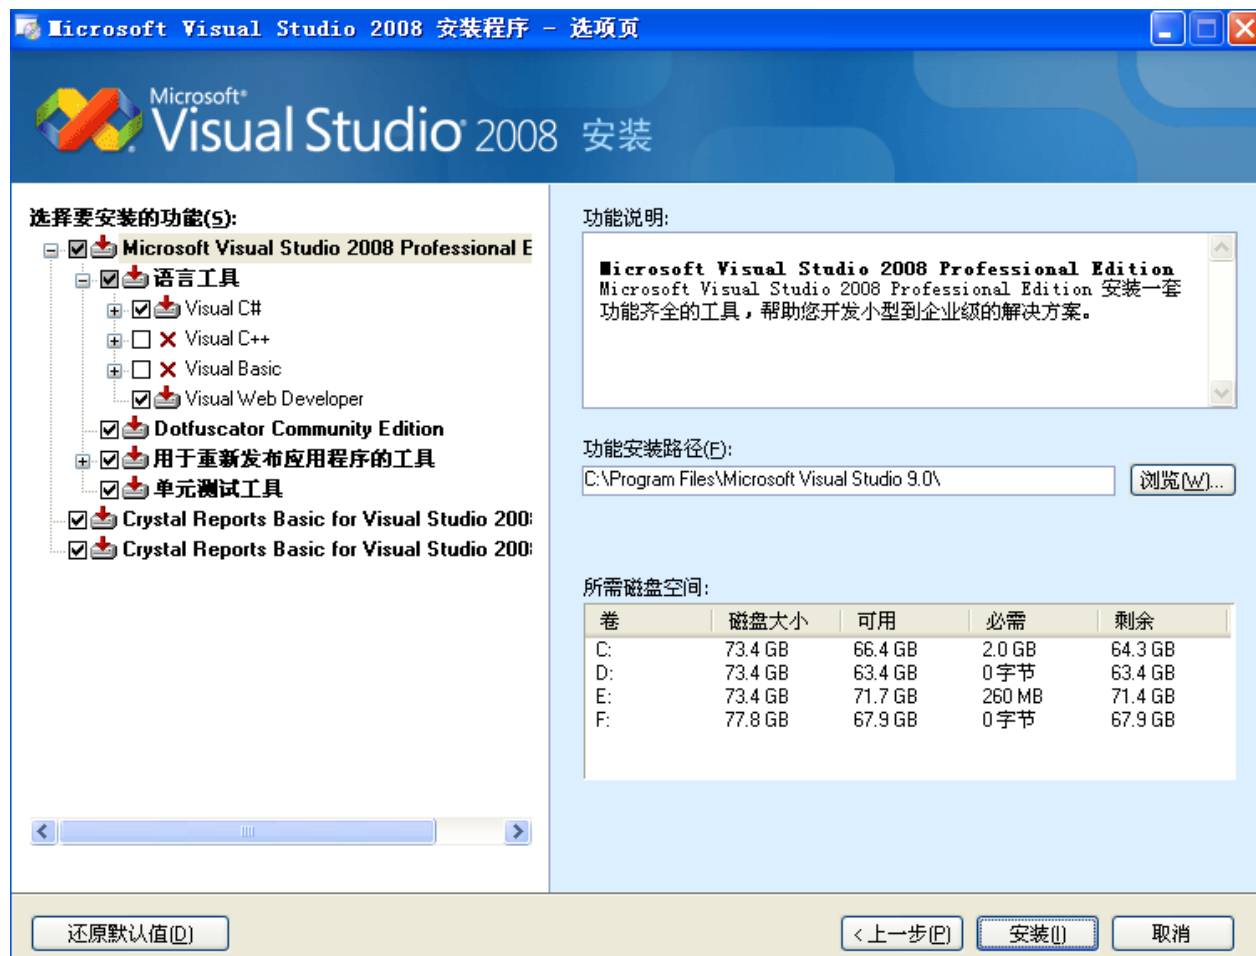 Microsoft Visual Studio 2008 安装程序 - 选项页
Microsoft®
Visual Studio® 2008 安装
选择要安装的功能(S):
Microsoft Visual Studio 2008 Professional E
语言工具
Visual C#
Visual C++
Visual Basic
Visual Web Developer
Dotfuscator Community Edition
用于重新发布应用程序的工具
单元测试工具
Crystal Reports Basic for Visual Studio 200
Crystal Reports Basic for Visual Studio 200
功能说明:
Microsoft Visual Studio 2008 Professional Edition
Microsoft Visual Studio 2008 Professional Edition 安装一套
功能齐全的工具，帮助您开发小型到企业级的解决方案。
功能安装路径(F):
C:\Program Files\Microsoft Visual Studio 9.0\ 浏览(W)...
所需磁盘空间:
卷 磁盘大小 可用 必需 剩余
C: 73.4 GB 66.4 GB 2.0 GB 64.3 GB
D: 73.4 GB 63.4 GB 0 字节 63.4 GB
E: 73.4 GB 71.7 GB 260 MB 71.4 GB
F: 77.8 GB 67.9 GB 0 字节 67.9 GB
还原默认值(D) < 上一步(P) 安装(I) 取消